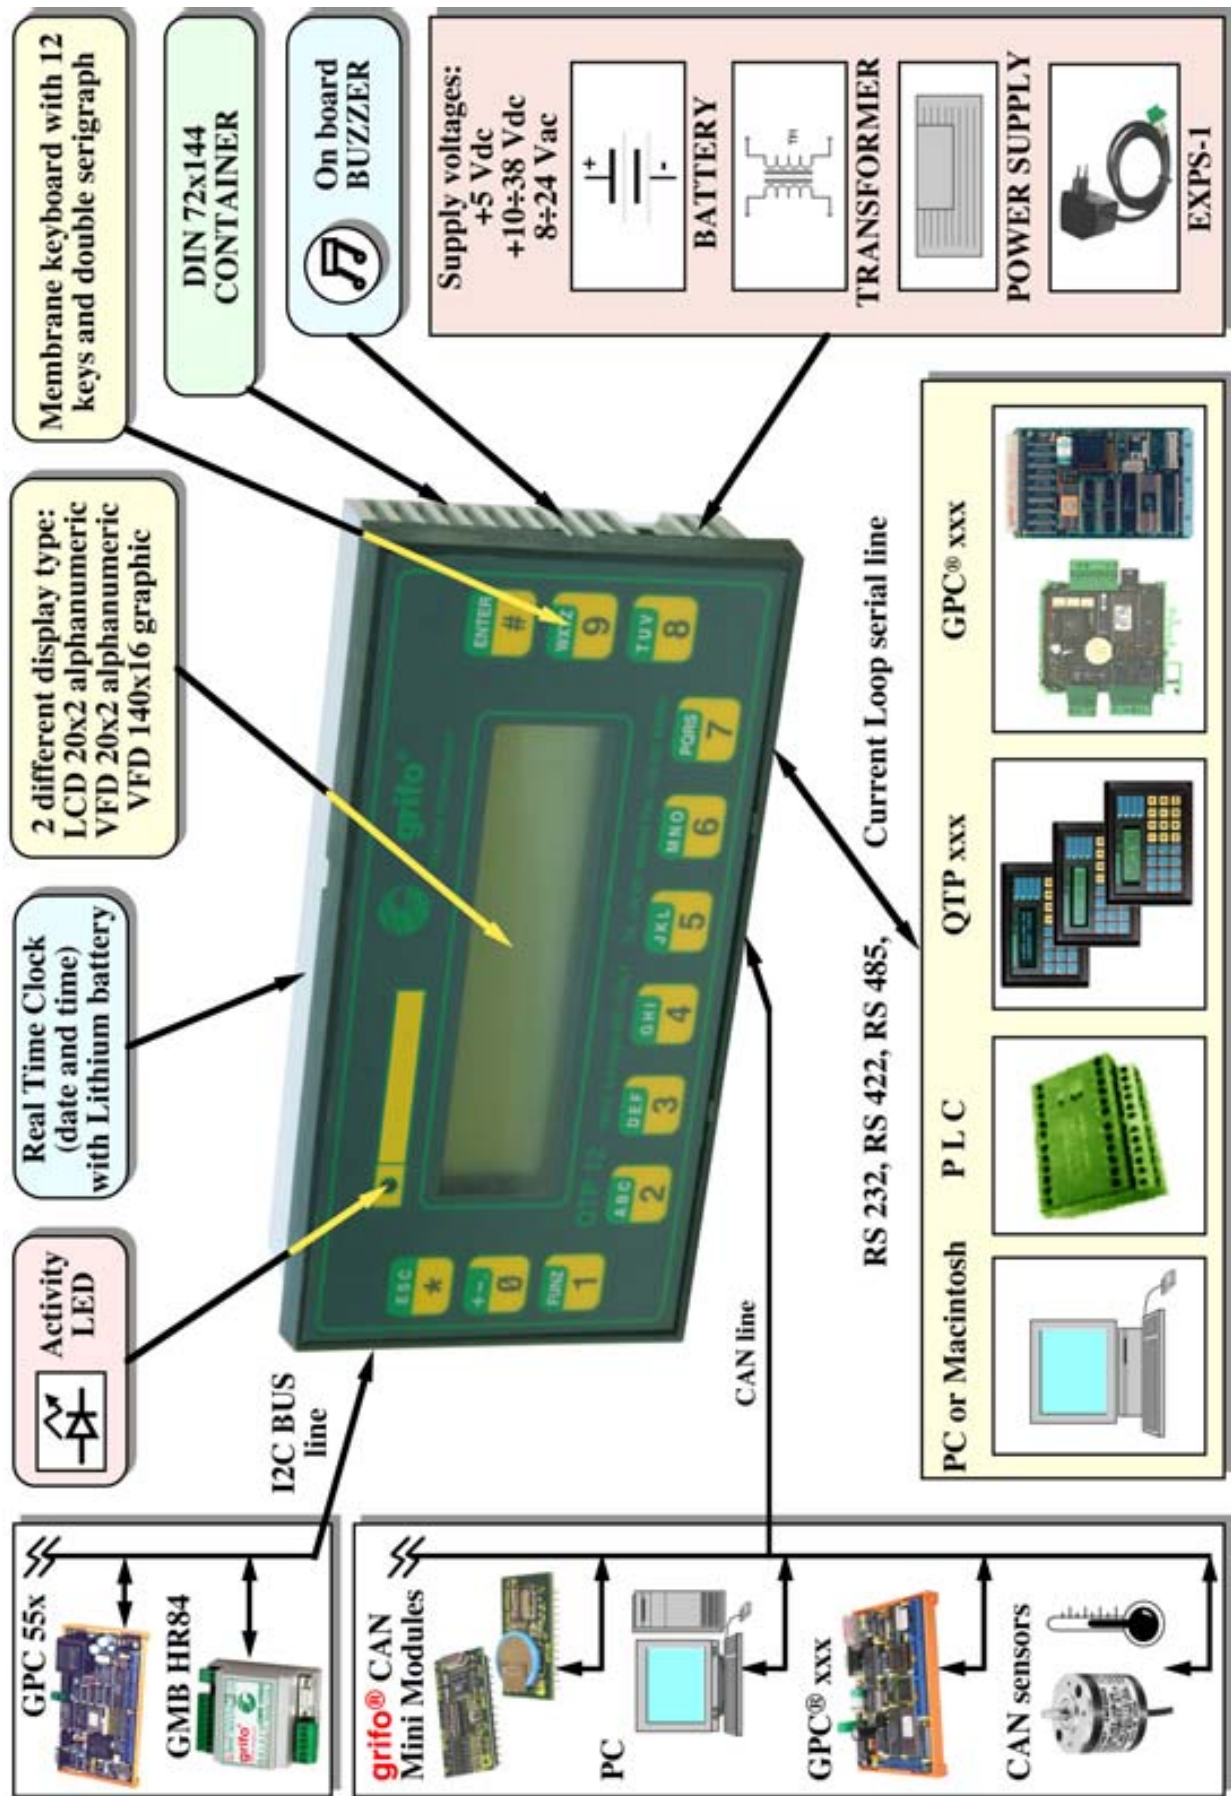 GPC 55x
GMB HR84
I2C BUS
line
Activity
LED
Real Time Clock
(date and time)
with Lithium battery
2 different display type:
LCD 20x2 alphanumeric
VFD 20x2 alphanumeric
VFD 140x16 graphic
Membrane keyboard with 12
keys and double serigraph
DIN 72x144
CONTAINER
On board
BUZZER
Supply voltages:
+5 Vdc
+10÷38 Vdc
8÷24 Vac
+
-
BATTERY
TR
TRANSFORMER
POWER SUPPLY
EXPS-1
grifo®
ESC
*
+ - .
0
FUNZ
1
QTP 12
ABC
2
DEF
3
GHI
4
JKL
5
MNO
6
PQRS
7
TUV
8
WXYZ
9
ENTER
#
grifo® CAN
Mini Modules
PC
GPC® xxx
CAN sensors
CAN line
RS 232, RS 422, RS 485,
Current Loop serial line
PC or Macintosh
P L C
QTP xxx
GPC® xxx
grifo®